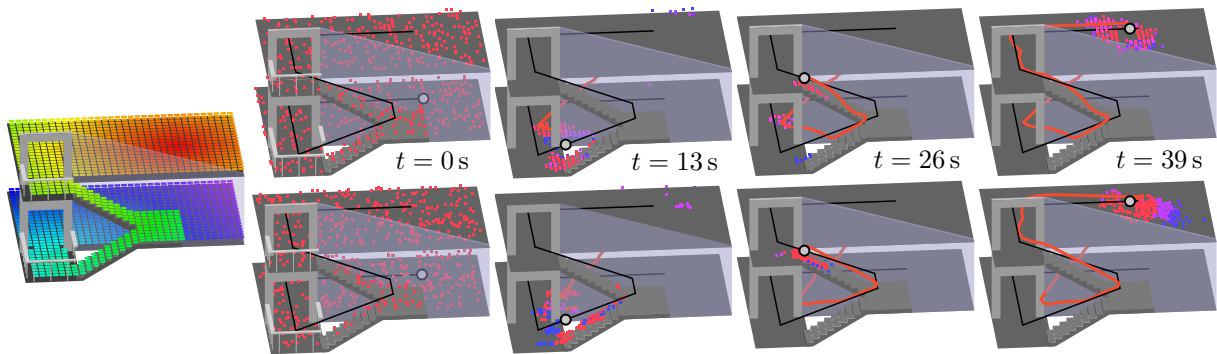 t = 0 s
t = 13 s
t = 26 s
t = 39 s